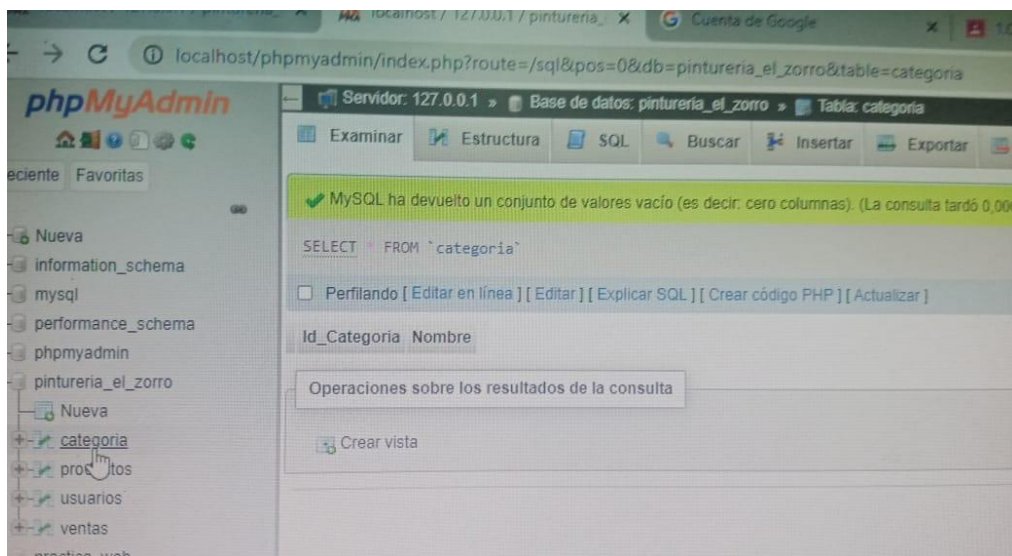 localhost / 127.0.0.1 / pintureria_
Cuenta de Google
localhost/phpmyadmin/index.php?route=/sql&pos=0&db=pintureria_el_zorro&table=categoria
phpMyAdmin
Servidor: 127.0.0.1 » Base de datos: pintureria_el_zorro » Tabla: categoria
Examinar Estructura SQL Buscar Insertar Exportar
eciente Favoritas
MySQL ha devuelto un conjunto de valores vacío (es decir: cero columnas). (La consulta tardó 0,00
SELECT * FROM `categoria`
Perfilando [ Editar en línea ] [ Editar ] [ Explicar SQL ] [ Crear código PHP ] [ Actualizar ]
Id_Categoria Nombre
Operaciones sobre los resultados de la consulta
Crear vista
Nueva
information_schema
mysql
performance_schema
phpmyadmin
pintureria_el_zorro
Nueva
categoria
usuarios
ventas